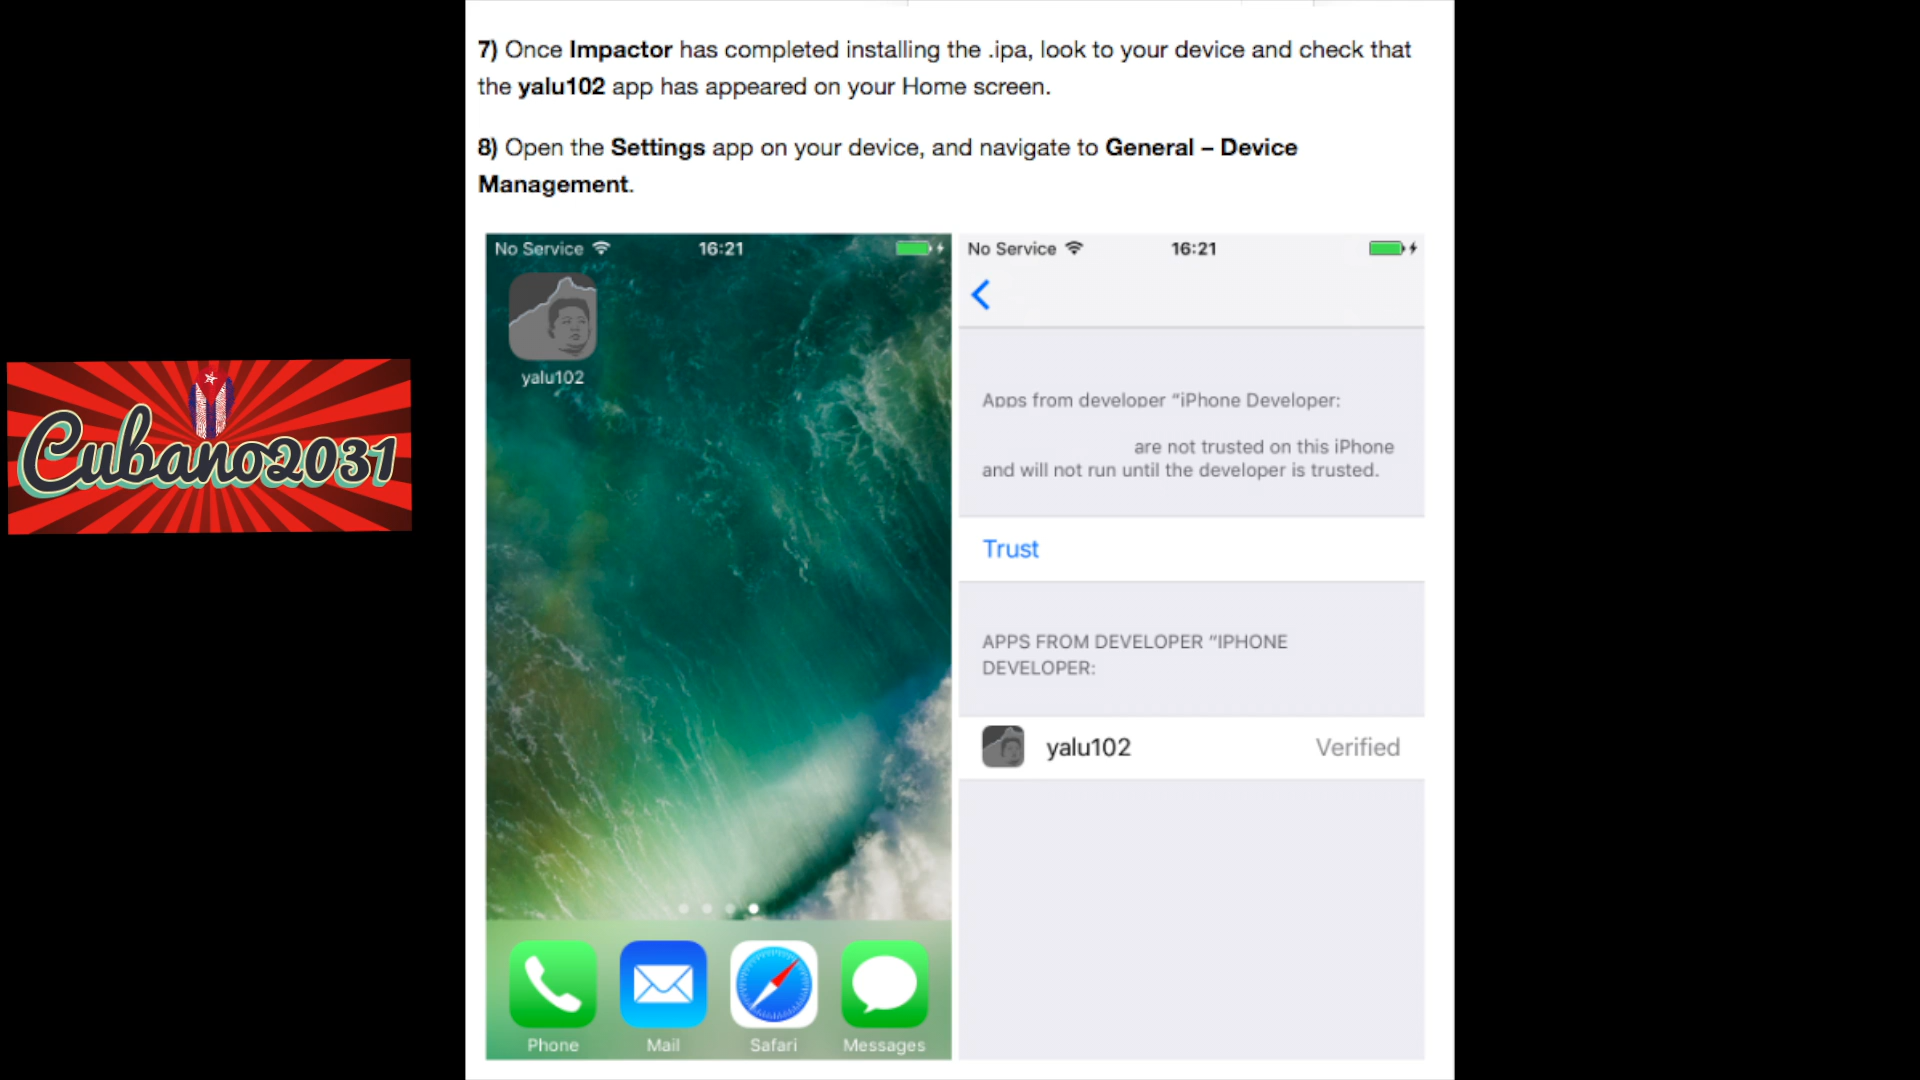 7) Once Impactor has completed installing the .ipa, look to your device and check that
the yalu102 app has appeared on your Home screen.
8) Open the Settings app on your device, and navigate to General – Device
Management.
Cubano2031
No Service 16:21
yalu102
Phone Mail Safari Messages
No Service 16:21
Apps from developer “iPhone Developer:
are not trusted on this iPhone
and will not run until the developer is trusted.
Trust
APPS FROM DEVELOPER “IPHONE
DEVELOPER:
yalu102 Verified